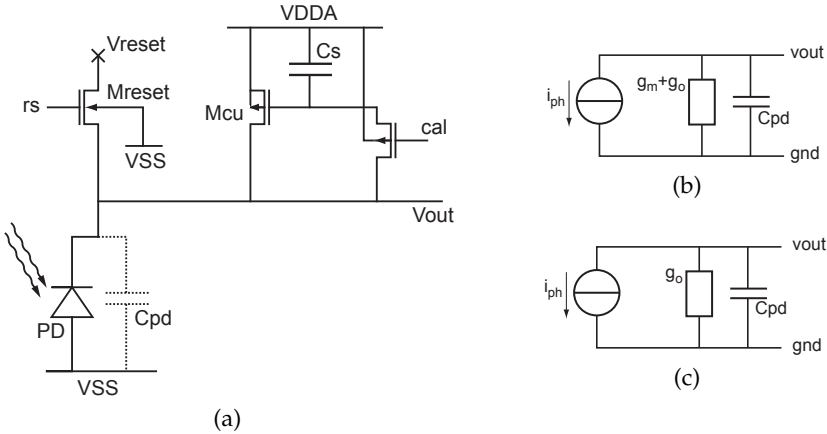 VDDA
Vreset
Cs
rs
Mreset
Mcu
cal
VSS
Vout
PD
Cpd
VSS
(a)
vout
iph
gm+go
Cpd
gnd
(b)
vout
iph
go
Cpd
gnd
(c)